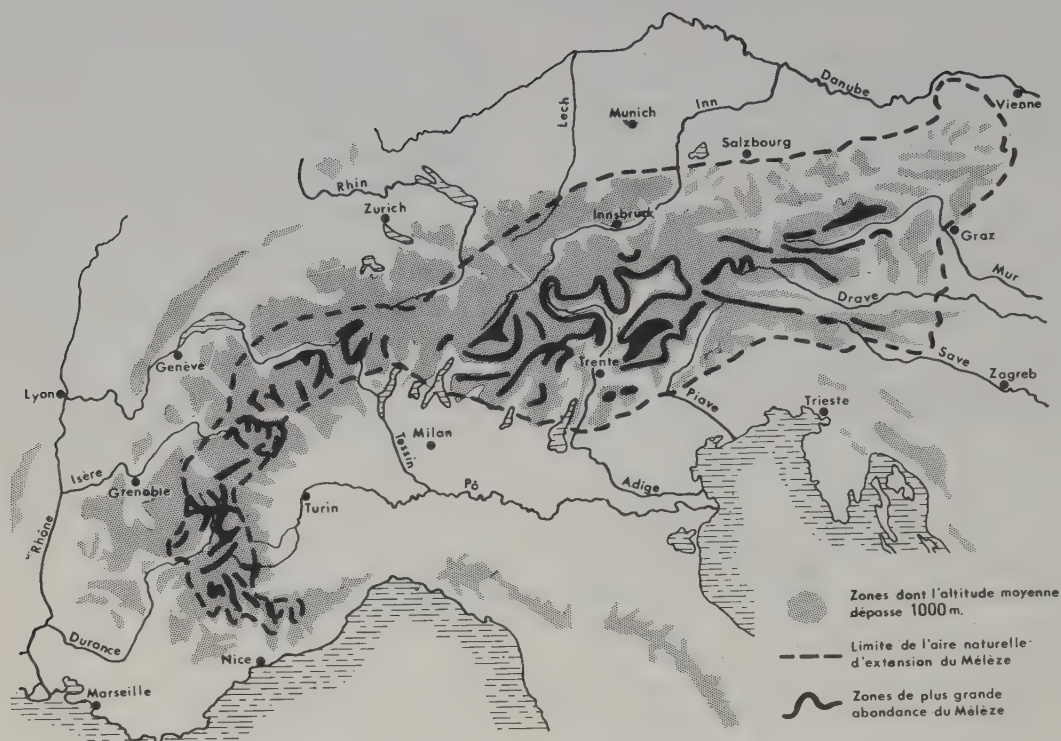 Danube
Vienne
Lech
Inn
Munich
Salzbourg
Rhin
Zurich
Innsbruck
Graz
Mur
Drave
Genève
Trente
Save
Lyon
Zagreb
Piave
Trieste
Milan
Tessin
Isère
Grenoble
Pô
Adige
Turin
Rhône
Zones dont l'altitude moyenne
dépasse 1000 m.
Durance
Limite de l'aire naturelle
d'extension du Mélèze
Nice
Marseille
Zones de plus grande
abondance du Mélèze